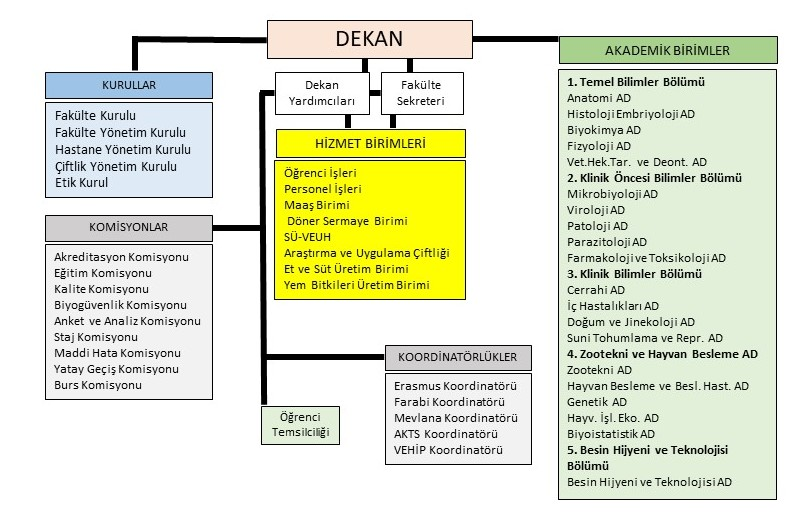 DEKAN
KURULLAR
Fakülte Kurulu
Fakülte Yönetim Kurulu
Hastane Yönetim Kurulu
Çiftlik Yönetim Kurulu
Etik Kurul
Dekan
Yardımcıları
Fakülte
Sekreteri
HİZMET BİRİMLERİ
Öğrenci İşleri
Personel İşleri
Maaş Birimi
Döner Sermaye Birimi
SÜ-VEUH
Araştırma ve Uygulama Çiftliği
Et ve Süt Üretim Birimi
Yem Bitkileri Üretim Birimi
KOMİSYONLAR
Akreditasyon Komisyonu
Eğitim Komisyonu
Kalite Komisyonu
Biyogüvenlik Komisyonu
Anket ve Analiz Komisyonu
Staj Komisyonu
Maddi Hata Komisyonu
Yatay Geçiş Komisyonu
Burs Komisyonu
Öğrenci
Temsilciliği
KOORDİNATÖRLÜKLER
Erasmus Koordinatörü
Farabi Koordinatörü
Mevlana Koordinatörü
AKTS Koordinatörü
VEHİP Koordinatörü
AKADEMİK BİRİMLER
1. Temel Bilimler Bölümü
Anatomi AD
Histoloji Embriyoloji AD
Biyokimya AD
Fizyoloji AD
Vet.Hek.Tar. ve Deont. AD
2. Klinik Öncesi Bilimler Bölümü
Mikrobiyoloji AD
Viroloji AD
Patoloji AD
Parazitoloji AD
Farmakoloji ve Toksikoloji AD
3. Klinik Bilimler Bölümü
Cerrahi AD
İç Hastalıkları AD
Doğum ve Jinekoloji AD
Suni Tohumlama ve Repr. AD
4. Zootekni ve Hayvan Besleme AD
Zootekni AD
Hayvan Besleme ve Besl. Hast. AD
Genetik AD
Hayv. İşl. Eko. AD
Biyoistatistik AD
5. Besin Hijyeni ve Teknolojisi
Bölümü
Besin Hijyeni ve Teknolojisi AD